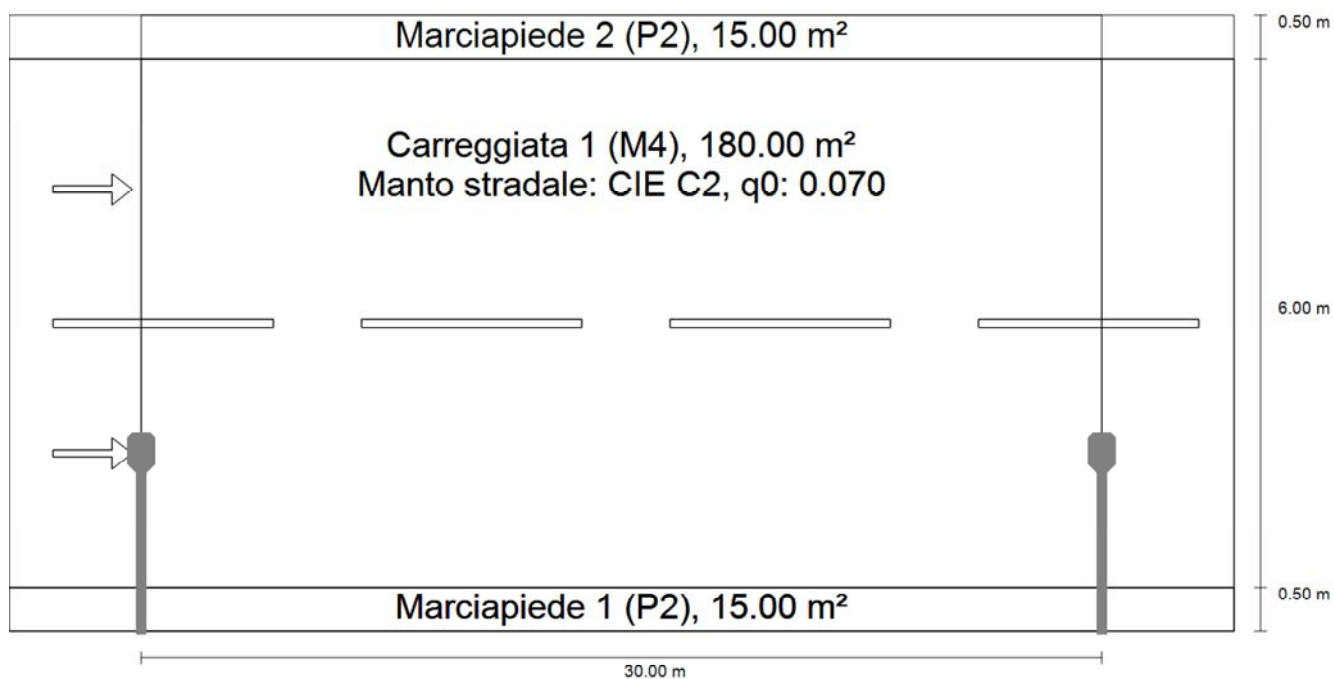 Marciapiede 2 (P2), 15.00 m²
0.50 m
Carreggiata 1 (M4), 180.00 m²
Manto stradale: CIE C2, q0: 0.070
6.00 m
Marciapiede 1 (P2), 15.00 m²
0.50 m
30.00 m